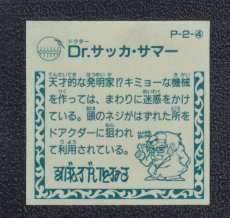 P-2-④
ドクター
Dr.サッカ・サマー
天才的な発明家!?キミョーな機械
を作っては、まわりに迷惑をかけ
ている。頭のネジがはずれた所を
ドアクダーに狙われ
て利用されている。